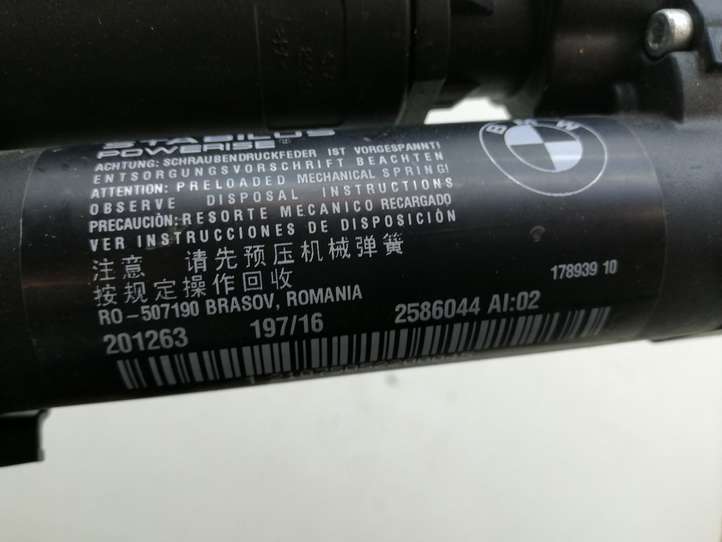 STABILUS
POWERISE®
BMW
ACHTUNG: SCHRAUBENDRUCKFEDER IST VORGESPANNT!
ENTSORGUNGSVORSCHRIFT BEACHTEN
ATTENTION: PRELOADED MECHANICAL SPRING!
OBSERVE DISPOSAL INSTRUCTIONS
PRECAUCIÓN: RESORTE MECANICO RECARGADO
VER INSTRUCCIONES DE DISPOSICIÓN
注意 请先预压机械弹簧
按规定操作回收
178939 10
RO-507190 BRASOV, ROMANIA
201263 197/16 2586044 AI:02